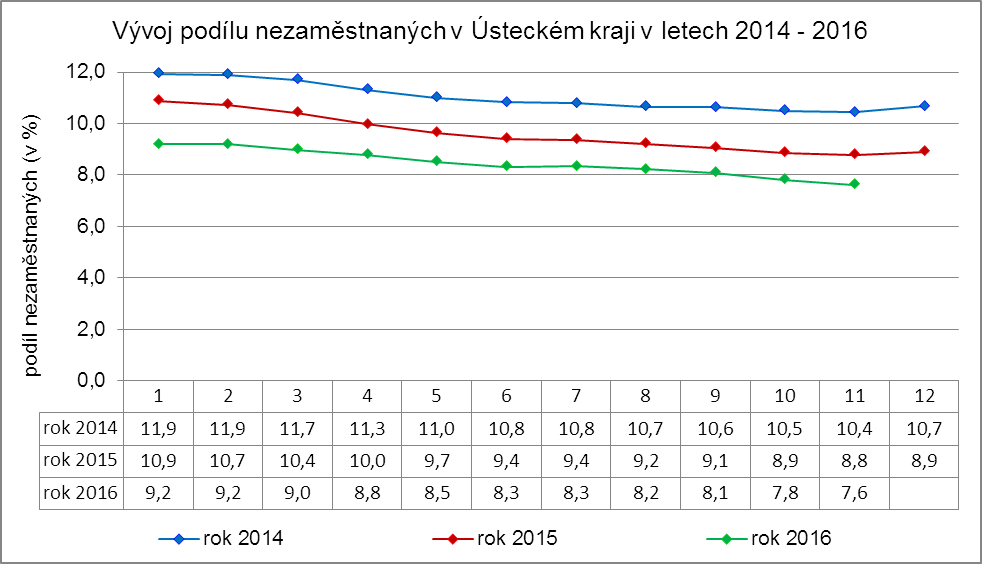 Vývoj podílu nezaměstnaných v Ústeckém kraji v letech 2014 - 2016
podíl nezaměstnaných (v %)
12,0
10,0
8,0
6,0
4,0
2,0
0,0
1 2 3 4 5 6 7 8 9 10 11 12
rok 2014 11,9 11,9 11,7 11,3 11,0 10,8 10,8 10,7 10,6 10,5 10,4 10,7
rok 2015 10,9 10,7 10,4 10,0 9,7 9,4 9,4 9,2 9,1 8,9 8,8 8,9
rok 2016 9,2 9,2 9,0 8,8 8,5 8,3 8,3 8,2 8,1 7,8 7,6
rok 2014 rok 2015 rok 2016